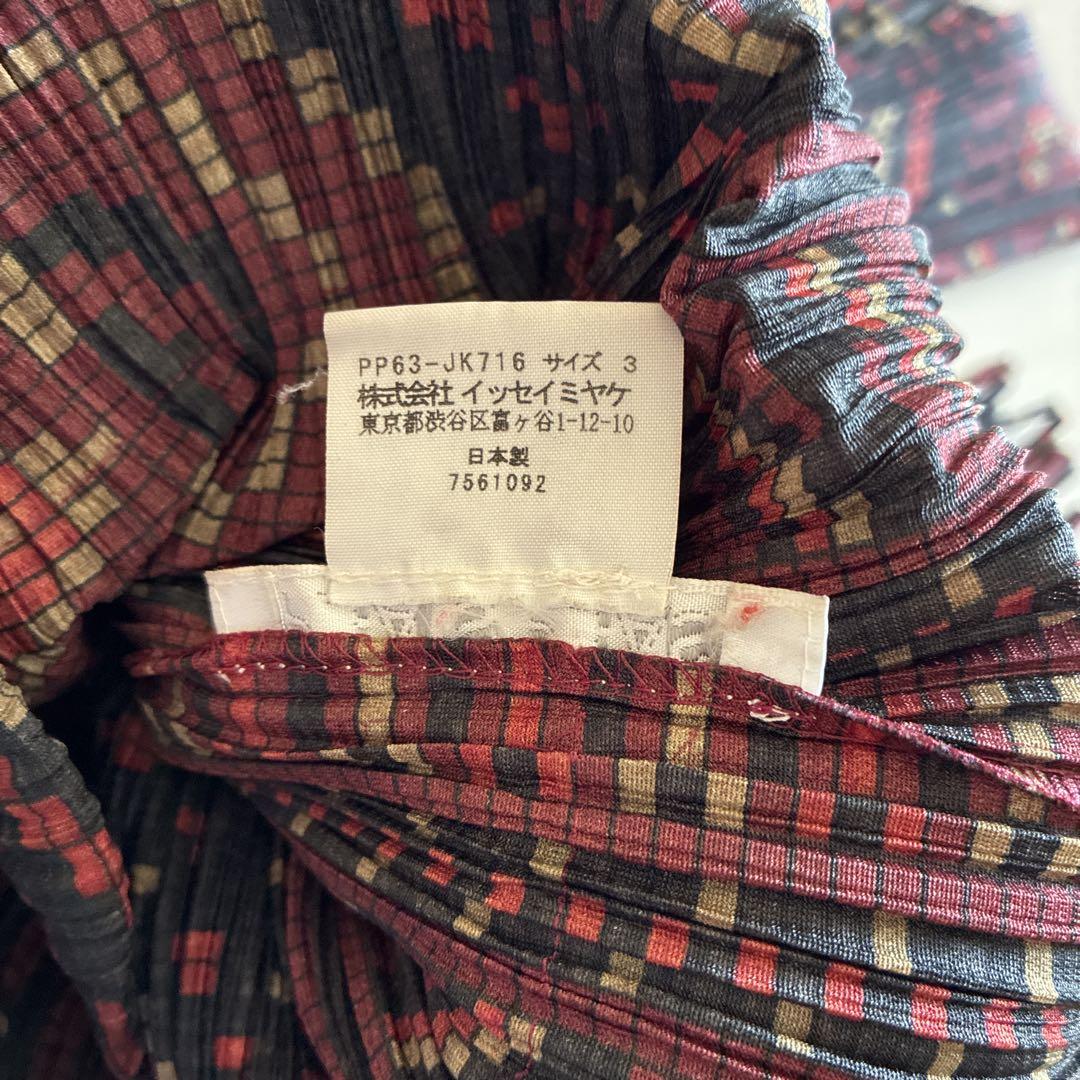 PP63-JK716 サイズ 3
株式会社 イッセイミヤケ
東京都渋谷区富ヶ谷1-12-10
日本製
7561092